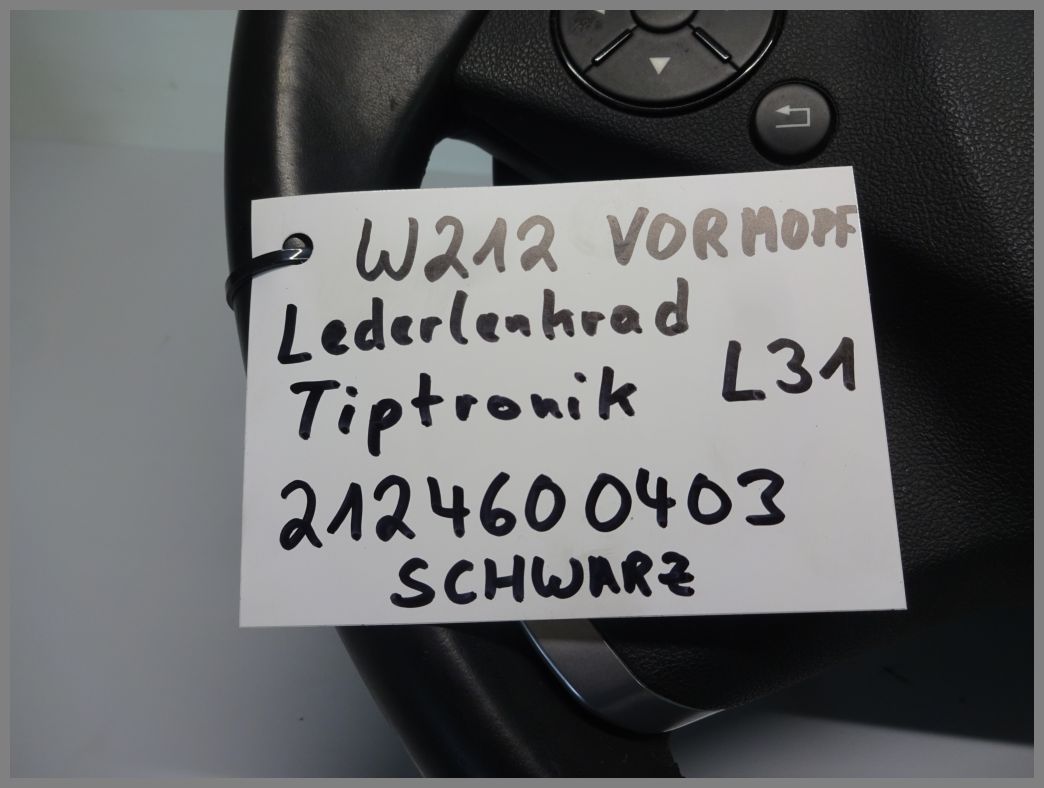 W212 VORMOPF
Lederlenkrad
Tiptronik L31
2124600403
SCHWARZ